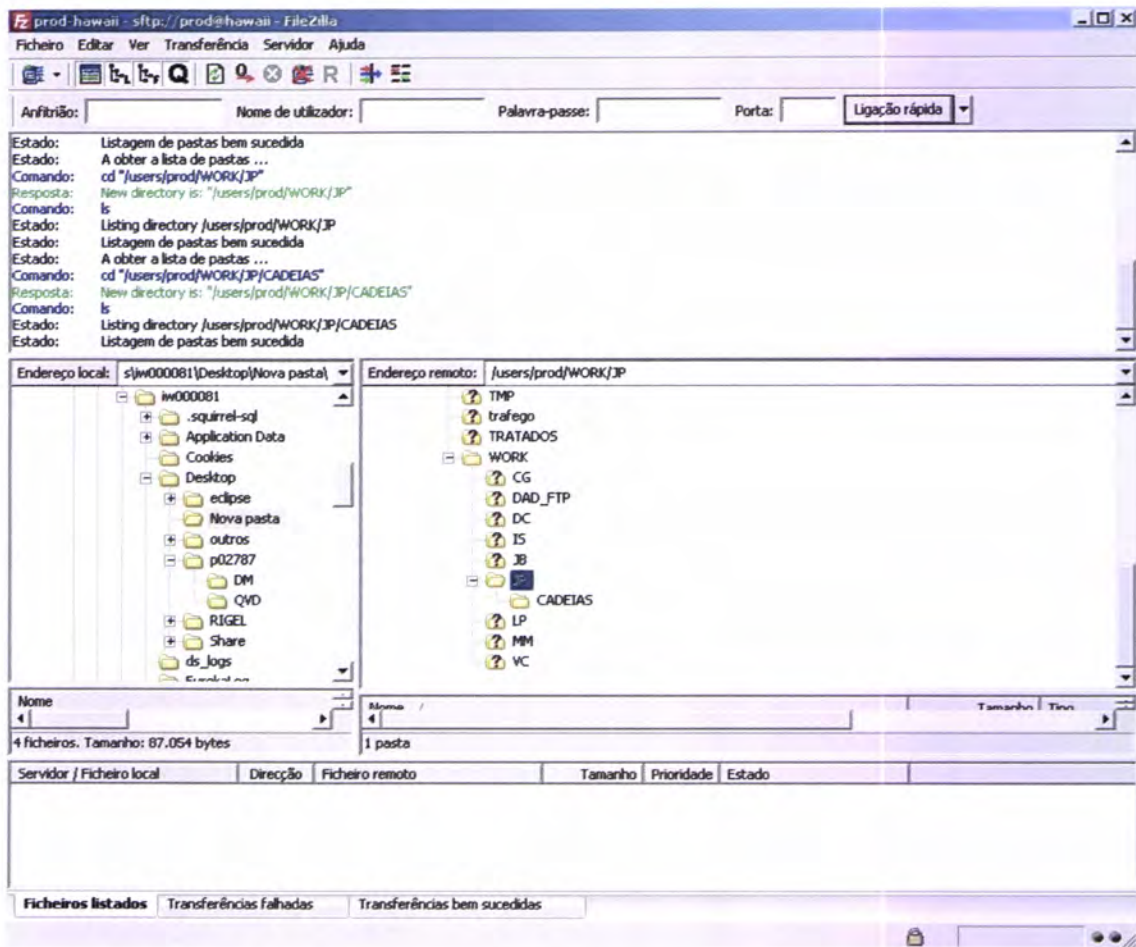 prod-hawaii - sftp://prod@hawaii - FileZilla
Ficheiro Editar Ver Transferência Servidor Ajuda
Anfitrião: Nome de utilizador: Palavra-passe: Porta: Ligação rápida
Estado: Listagem de pastas bem sucedida
Estado: A obter a lista de pastas ...
Comando: cd "/users/prod/WORK/JP"
Resposta: New directory is: "/users/prod/WORK/JP"
Comando: ls
Estado: Listing directory /users/prod/WORK/JP
Estado: Listagem de pastas bem sucedida
Estado: A obter a lista de pastas ...
Comando: cd "/users/prod/WORK/JP/CADEIAS"
Resposta: New directory is: "/users/prod/WORK/JP/CADEIAS"
Comando: ls
Estado: Listing directory /users/prod/WORK/JP/CADEIAS
Estado: Listagem de pastas bem sucedida
Endereço local: s\iw000081\Desktop\Nova pasta\
iw000081
.squirrel-sql
Application Data
Cookies
Desktop
eclipse
Nova pasta
outros
p02787
DM
QVD
RIGEL
Share
ds_logs
Nome
4 ficheiros. Tamanho: 87.054 bytes
Endereço remoto: /users/prod/WORK/JP
TMP
trafego
TRATADOS
WORK
CG
DAD_FTP
DC
IS
JB
CADEIAS
LP
MM
VC
Nome Tamanho Tipo
1 pasta
Servidor / Ficheiro local Direcção Ficheiro remoto Tamanho Prioridade Estado
Ficheiros listados Transferências falhadas Transferências bem sucedidas